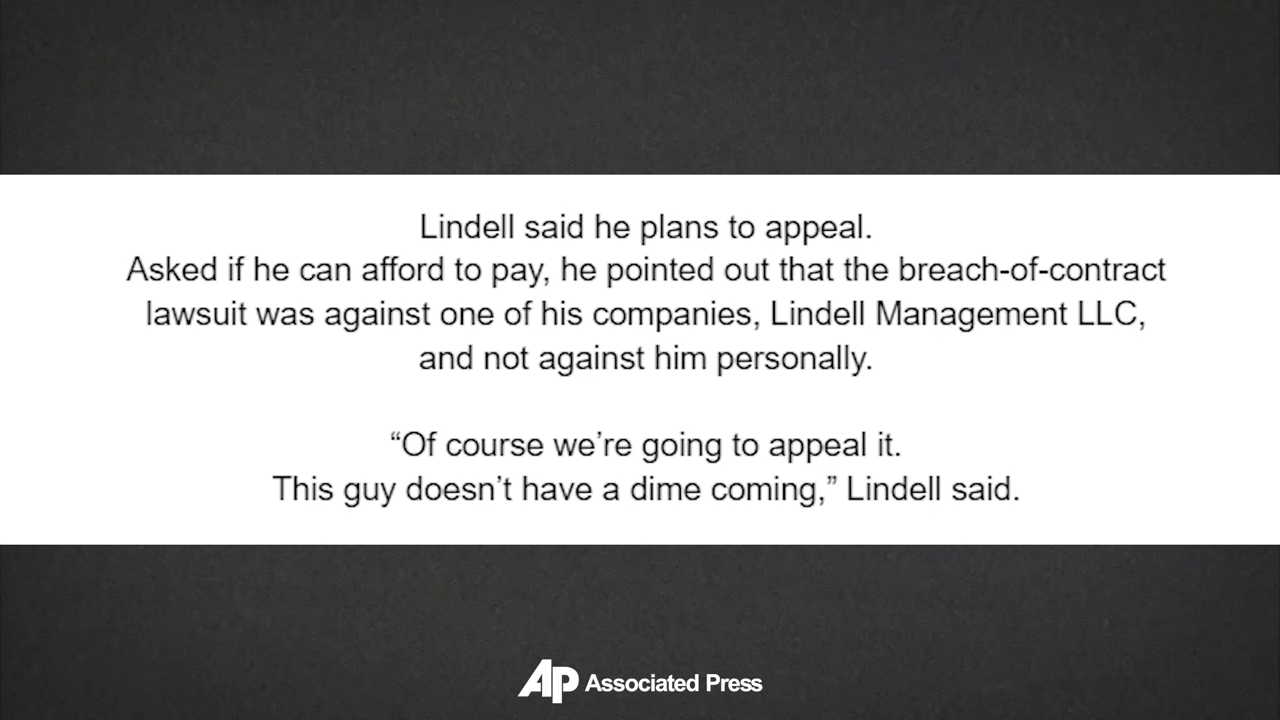 Lindell said he plans to appeal.
Asked if he can afford to pay, he pointed out that the breach-of-contract
lawsuit was against one of his companies, Lindell Management LLC,
and not against him personally.
“Of course we’re going to appeal it.
This guy doesn’t have a dime coming,” Lindell said.
AP Associated Press